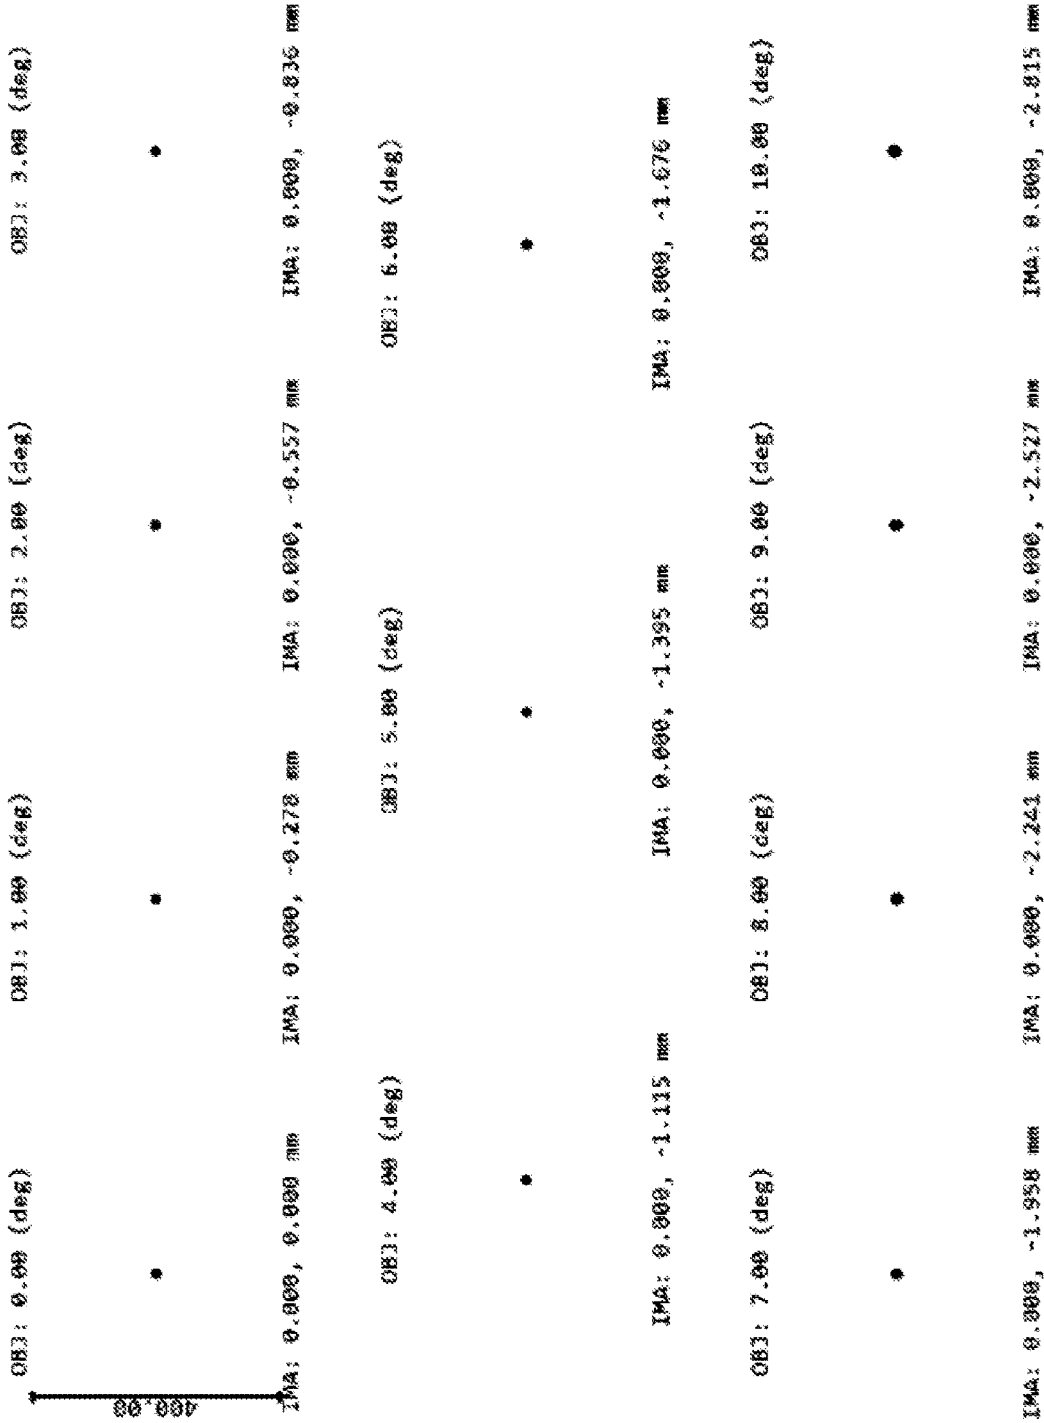 OBJ: 0.00 (deg)
OBJ: 1.00 (deg)
OBJ: 2.00 (deg)
OBJ: 3.00 (deg)
400.00
IMA: 0.000, 0.000 mm
IMA: 0.000, -0.278 mm
IMA: 0.000, -0.557 mm
IMA: 0.000, -0.836 mm
OBJ: 4.00 (deg)
OBJ: 5.00 (deg)
OBJ: 6.00 (deg)
IMA: 0.000, -1.115 mm
IMA: 0.000, -1.395 mm
IMA: 0.000, -1.676 mm
OBJ: 7.00 (deg)
OBJ: 8.00 (deg)
OBJ: 9.00 (deg)
OBJ: 10.00 (deg)
IMA: 0.000, -1.958 mm
IMA: 0.000, -2.241 mm
IMA: 0.000, -2.527 mm
IMA: 0.000, -2.815 mm